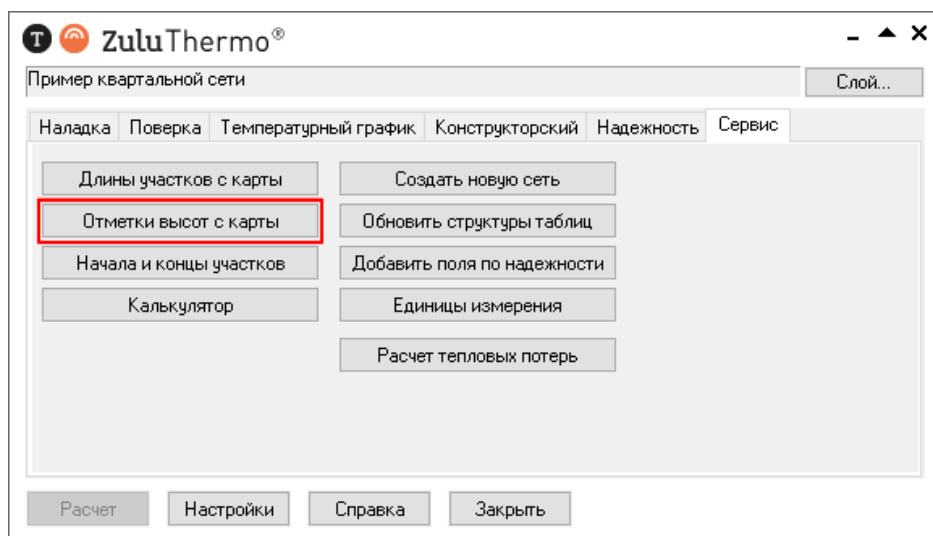 T ZuluThermo®
Пример квартальной сети
Слой...
Наладка Поверка Температурный график Конструкторский Надежность Сервис
Длины участков с карты
Создать новую сеть
Отметки высот с карты
Обновить структуры таблиц
Начала и концы участков
Добавить поля по надежности
Калькулятор
Единицы измерения
Расчет тепловых потерь
Расчет
Настройки
Справка
Закрыть